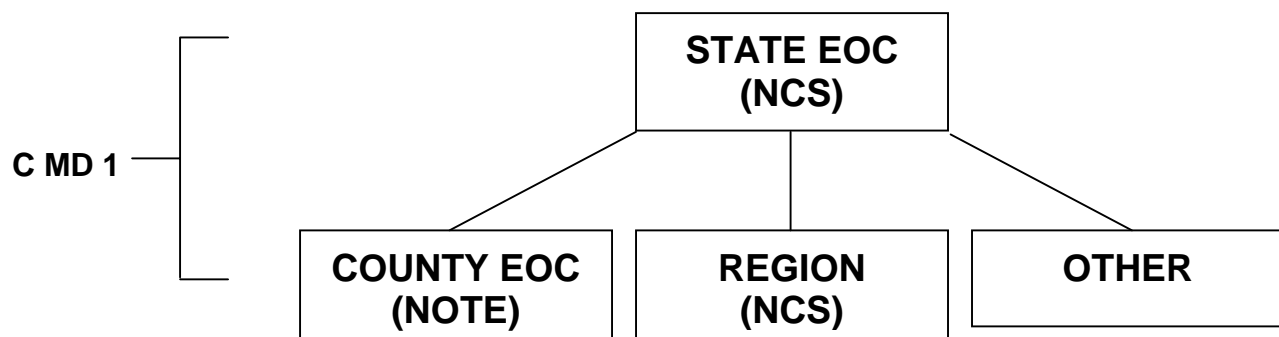 STATE EOC
(NCS)
C MD 1
COUNTY EOC
(NOTE)
REGION
(NCS)
OTHER